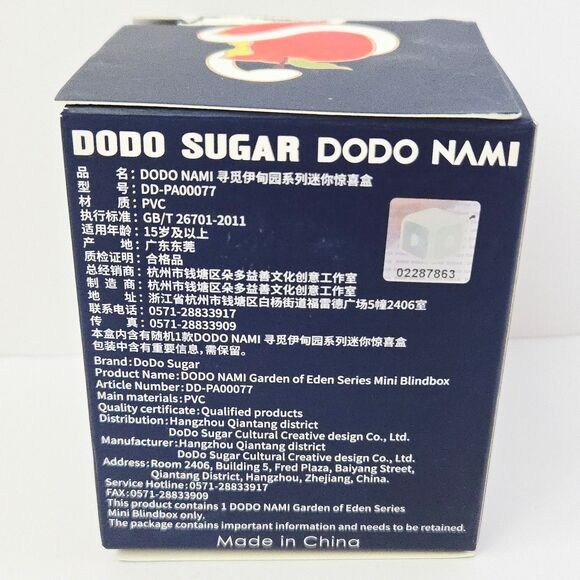 DODO SUGAR DODO NAMI
品 名：DODO NAMI 寻觅伊甸园系列迷你惊喜盒
型 号：DD-PA00077
材 质：PVC
执行标准：GB/T 26701-2011
适用年龄：15岁及以上
产 地：广东东莞
质检证明：合格品
总经销商：杭州市钱塘区朵多益善文化创意工作室
制 造 商：杭州市钱塘区朵多益善文化创意工作室
地 址：浙江省杭州市钱塘区白杨街道福雷德广场5幢2406室
联系电话：0571-28833917
传 真：0571-28833909
本盒内含有随机1款DODO NAMI 寻觅伊甸园系列迷你惊喜盒
包装中含有重要信息，需保留。
Brand:DoDo Sugar
Product Name:DODO NAMI Garden of Eden Series Mini Blindbox
Article Number:DD-PA00077
Main materials:PVC
Quality certificate:Qualified products
Distribution:Hangzhou Qiantang district
DoDo Sugar Cultural Creative design Co., Ltd.
Manufacturer:Hangzhou Qiantang district
DoDo Sugar Cultural Creative design Co., Ltd.
Address:Room 2406, Building 5, Fred Plaza, Baiyang Street,
Qiantang District, Hangzhou, Zhejiang, China.
Service Hotline:0571-28833917
FAX:0571-28833909
This product contains 1 DODO NAMI Garden of Eden Series
Mini Blindbox only.
The package contains important information and needs to be retained.
Made in China
02287863